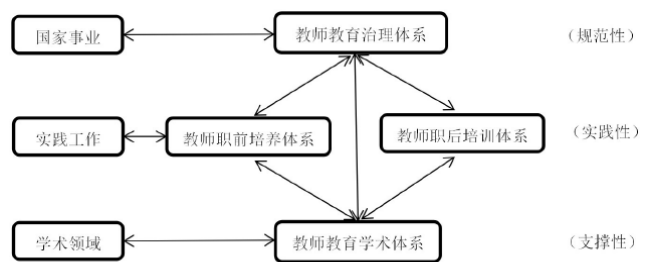 国家事业 教师教育治理体系 （规范性）
实践工作 教师职前培养体系 教师职后培训体系 （实践性）
学术领域 教师教育学术体系 （支撑性）